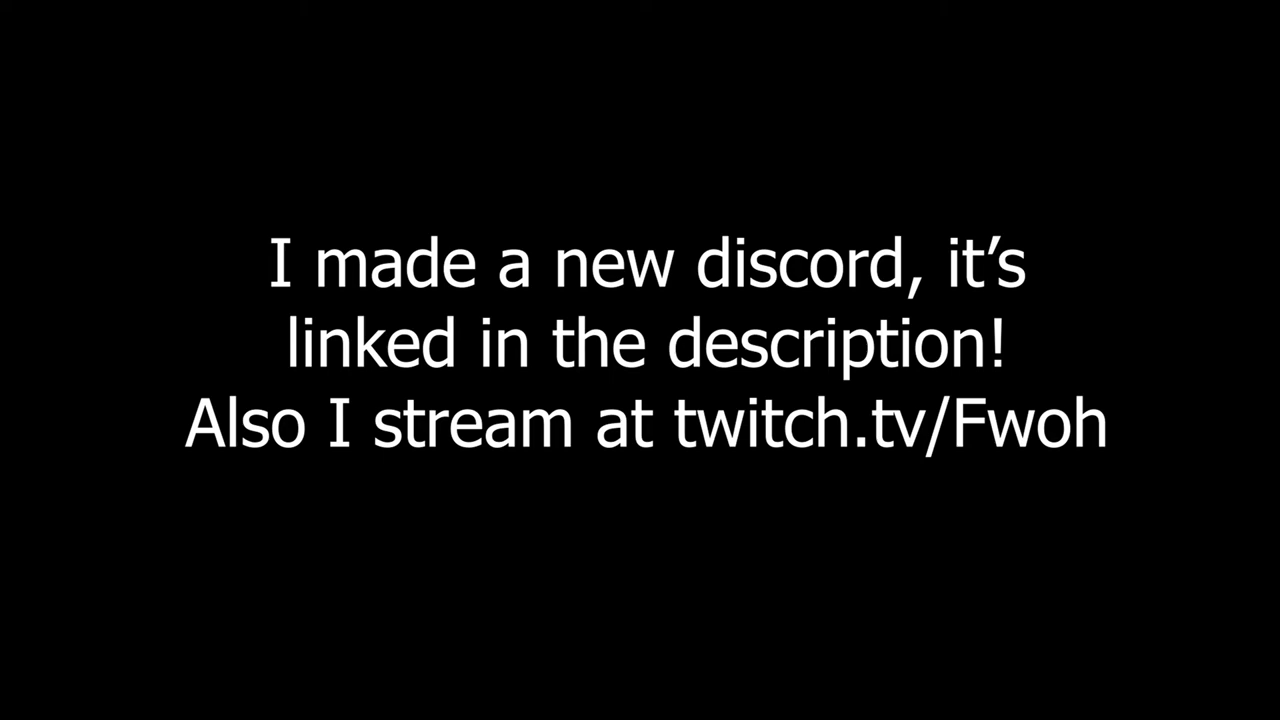 I made a new discord, it’s
linked in the description!
Also I stream at twitch.tv/Fwoh